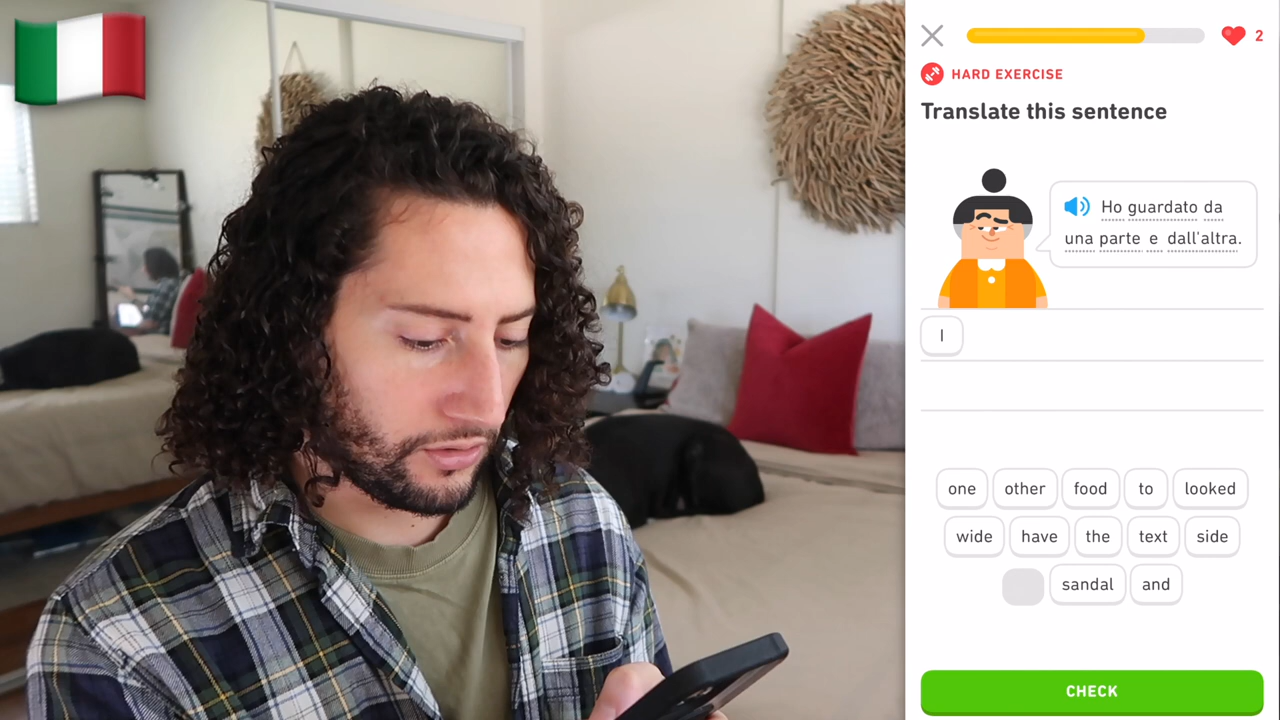 2
HARD EXERCISE
Translate this sentence
Ho guardato da
una parte e dall'altra.
I
one other food to looked
wide have the text side
sandal and
CHECK